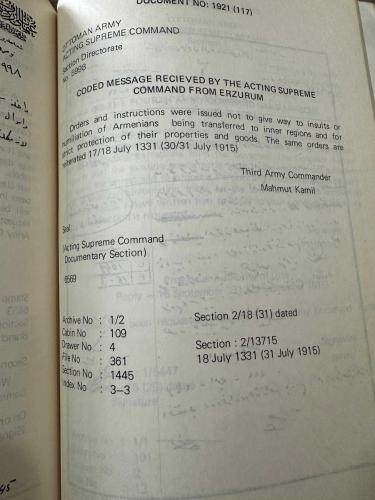 DOCUMENT NO: 1921 (117)
OTTOMAN ARMY
ACTING SUPREME COMMAND
Section Directorate
No 5998
CODED MESSAGE RECIEVED BY THE ACTING SUPREME
COMMAND FROM ERZURUM
Orders and instructions were issued not to give way to insults or
humiliation of Armenians being transferred to inner regions and for
strict protection of their properties and goods. The same orders are
reiterated 17/18 July 1331 (30/31 July 1915)
Third Army Commander
Mahmut Kamil
Seal
(Acting Supreme Command
Documentary Section)
6569
Archive No : 1/2
Cabin No : 109
Drawer No : 4
File No : 361
Section No : 1445
Index No : 3–3
Section 2/18 (31) dated
Section : 2/13715
18 July 1331 (31 July 1915)